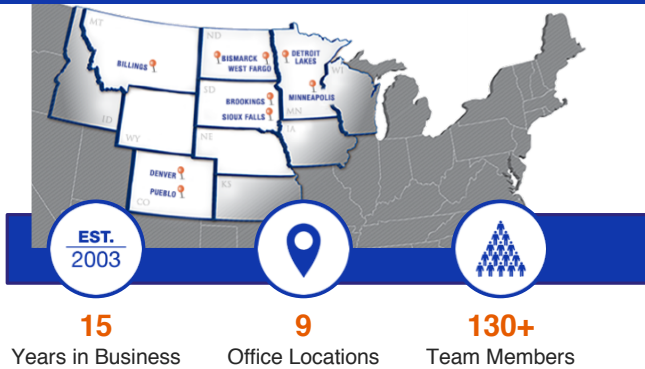 MT
ND
BILLINGS
BISMARCK
WEST FARGO
DETROIT
LAKES
WI
SD
BROOKINGS
SIOUX FALLS
MINNEAPOLIS
MN
ID
WY
NE
IA
DENVER
PUEBLO
CO
KS
EST.
2003
15
Years in Business
9
Office Locations
130+
Team Members